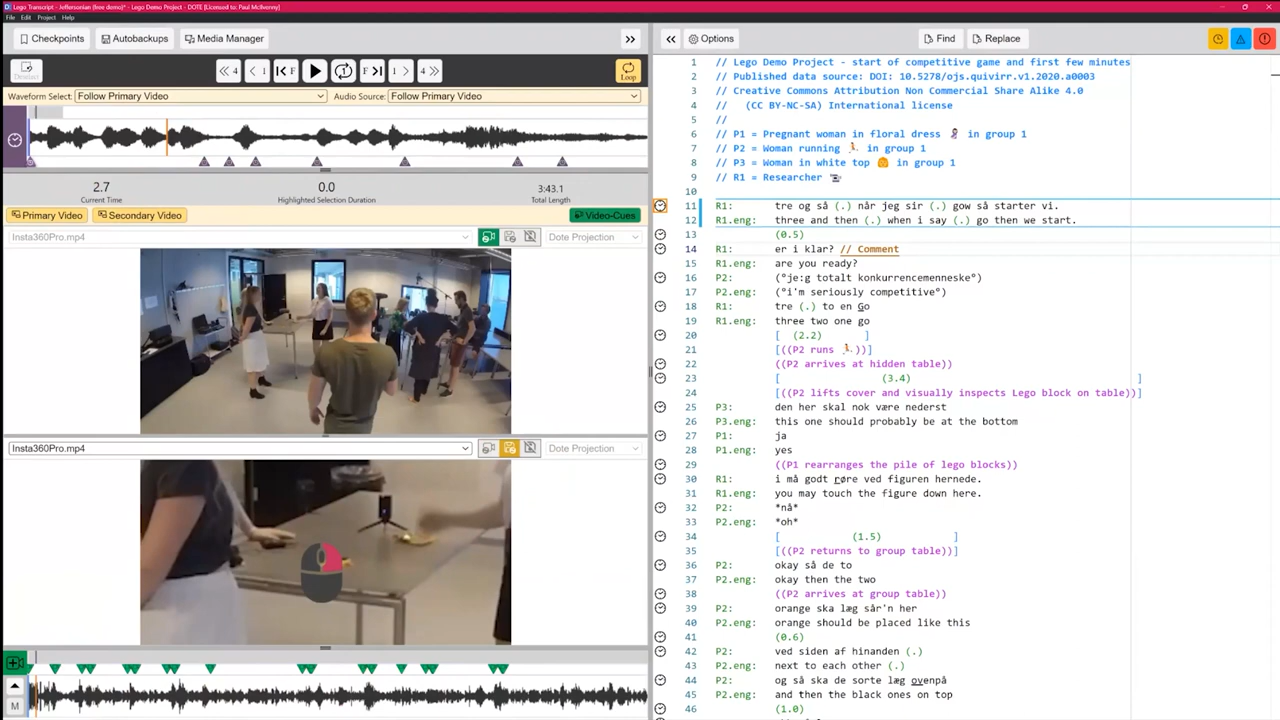 Lego Transcript - Jeffersonian (free demo)* - Lego Demo Project - DOTE [Licensed to: Paul McIlvenny]
File Edit Project Help
Checkpoints Autobackups Media Manager
Deselect
4 1 F F 1 4
Loop
Waveform Select: Follow Primary Video Audio Source: Follow Primary Video
2.7 0.0 3:43.1
Current Time Highlighted Selection Duration Total Length
Primary Video Secondary Video Video-Cues
Insta360Pro.mp4 Dote Projection
Insta360Pro.mp4 Dote Projection
M
Options Find Replace
1 // Lego Demo Project - start of competitive game and first few minutes
2 // Published data source: DOI: 10.5278/ojs.quivirr.v1.2020.a0003
3 // Creative Commons Attribution Non Commercial Share Alike 4.0
4 // (CC BY-NC-SA) International license
5 //
6 // P1 = Pregnant woman in floral dress in group 1
7 // P2 = Woman running 🏃 in group 1
8 // P3 = Woman in white top in group 1
9 // R1 = Researcher
10
11 R1: tre og så (.) når jeg sir (.) gow så starter vi.
12 R1.eng: three and then (.) when i say (.) go then we start.
13 (0.5)
14 R1: er i klar? // Comment
15 R1.eng: are you ready?
16 P2: (°je:g totalt konkurrencemenneske°)
17 P2.eng: (°i'm seriously competitive°)
18 R1: tre (.) to en Go
19 R1.eng: three two one go
20 [ (2.2) ]
21 [((P2 runs 🏃))]
22 ((P2 arrives at hidden table))
23 [ (3.4) ]
24 [((P2 lifts cover and visually inspects Lego block on table))]
25 P3: den her skal nok være nederst
26 P3.eng: this one should probably be at the bottom
27 P1: ja
28 P1.eng: yes
29 ((P1 rearranges the pile of lego blocks))
30 R1: i må godt røre ved figuren hernede.
31 R1.eng: you may touch the figure down here.
32 P2: *nå*
33 P2.eng: *oh*
34 [ (1.5) ]
35 [((P2 returns to group table))]
36 P2: okay så de to
37 P2.eng: okay then the two
38 ((P2 arrives at group table))
39 P2: orange ska læg sår'n her
40 P2.eng: orange should be placed like this
41 (0.6)
42 P2: ved siden af hinanden (.)
43 P2.eng: next to each other (.)
44 P2: og så ska de sorte læg ovenpå
45 P2.eng: and then the black ones on top
46 (1.0)